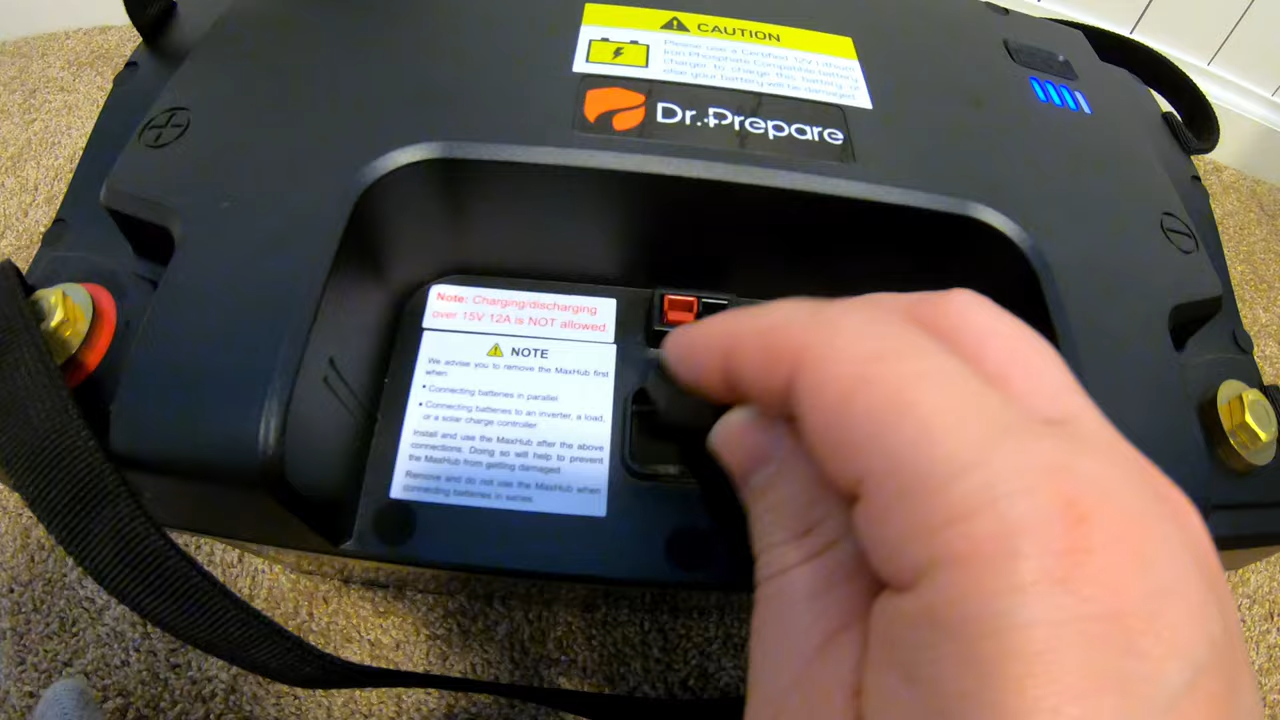 CAUTION
Please use a Certified 12V Lithium
Iron Phosphate Compatible battery
charger to charge this battery or
else your battery will be damaged.
Dr.Prepare
Note: Charging/discharging
over 15V 12A is NOT allowed.
NOTE
We advise you to remove the MaxHub first
when:
• Connecting batteries in parallel
• Connecting batteries to an inverter, a load,
or a solar charge controller
Install and use the MaxHub after the above
connections. Doing so will help to prevent
the MaxHub from getting damaged
Remove and do not use the MaxHub when
connecting batteries in series